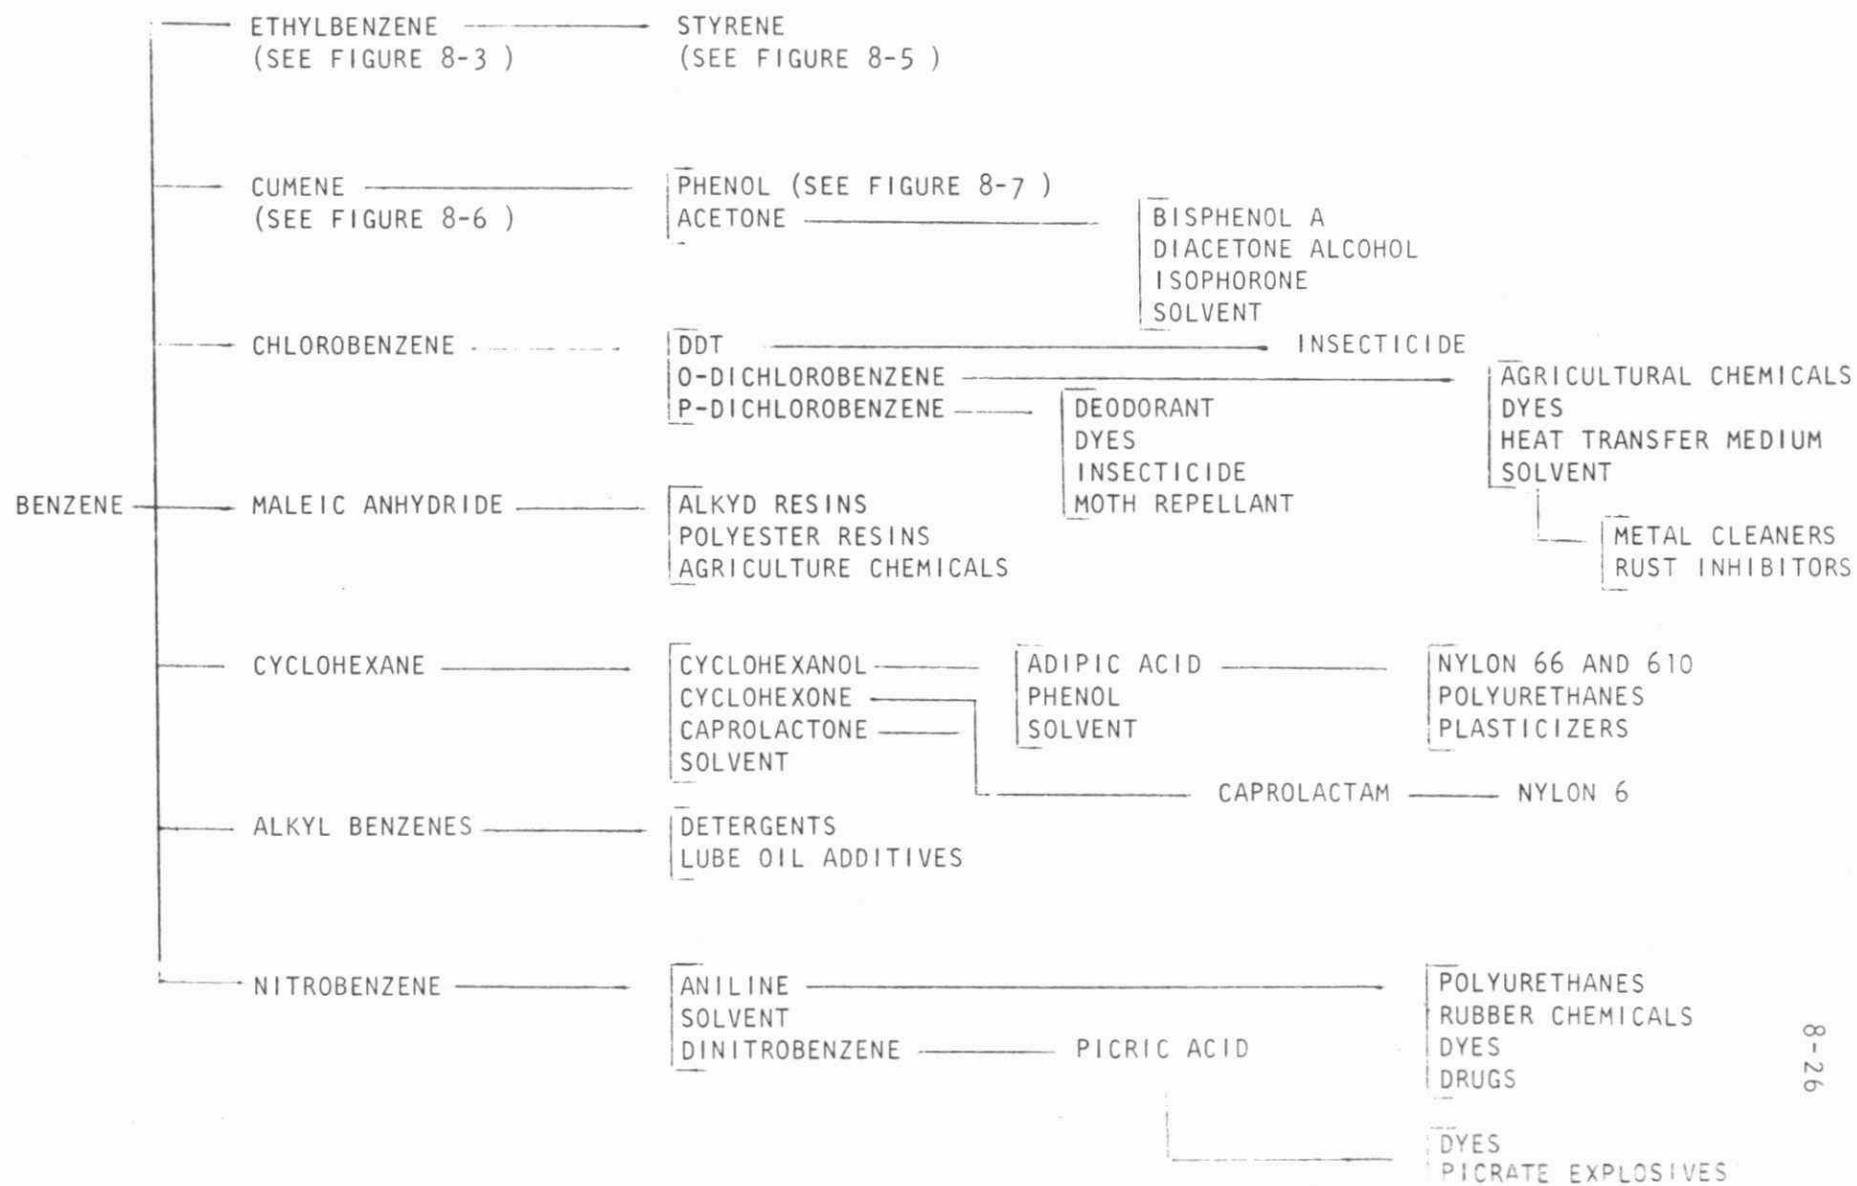 ETHYLBENZENE
(SEE FIGURE 8-3 )
STYRENE
(SEE FIGURE 8-5 )
CUMENE
(SEE FIGURE 8-6 )
PHENOL (SEE FIGURE 8-7 )
ACETONE
BISPHENOL A
DIACETONE ALCOHOL
ISOPHORONE
SOLVENT
CHLOROBENZENE
DDT
O-DICHLOROBENZENE
P-DICHLOROBENZENE
INSECTICIDE
DEODORANT
DYES
INSECTICIDE
MOTH REPELLANT
AGRICULTURAL CHEMICALS
DYES
HEAT TRANSFER MEDIUM
SOLVENT
METAL CLEANERS
RUST INHIBITORS
BENZENE
MALEIC ANHYDRIDE
ALKYD RESINS
POLYESTER RESINS
AGRICULTURE CHEMICALS
CYCLOHEXANE
CYCLOHEXANOL
CYCLOHEXONE
CAPROLACTONE
SOLVENT
ADIPIC ACID
PHENOL
SOLVENT
NYLON 66 AND 610
POLYURETHANES
PLASTICIZERS
CAPROLACTAM
NYLON 6
ALKYL BENZENES
DETERGENTS
LUBE OIL ADDITIVES
NITROBENZENE
ANILINE
SOLVENT
DINITROBENZENE
PICRIC ACID
POLYURETHANES
RUBBER CHEMICALS
DYES
DRUGS
DYES
PICRATE EXPLOSIVES
8-26